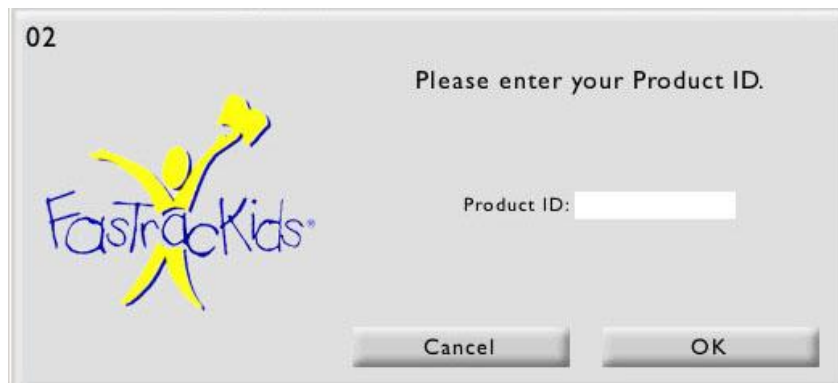 02
Please enter your Product ID.
FasTracKids®
Product ID:
Cancel
OK